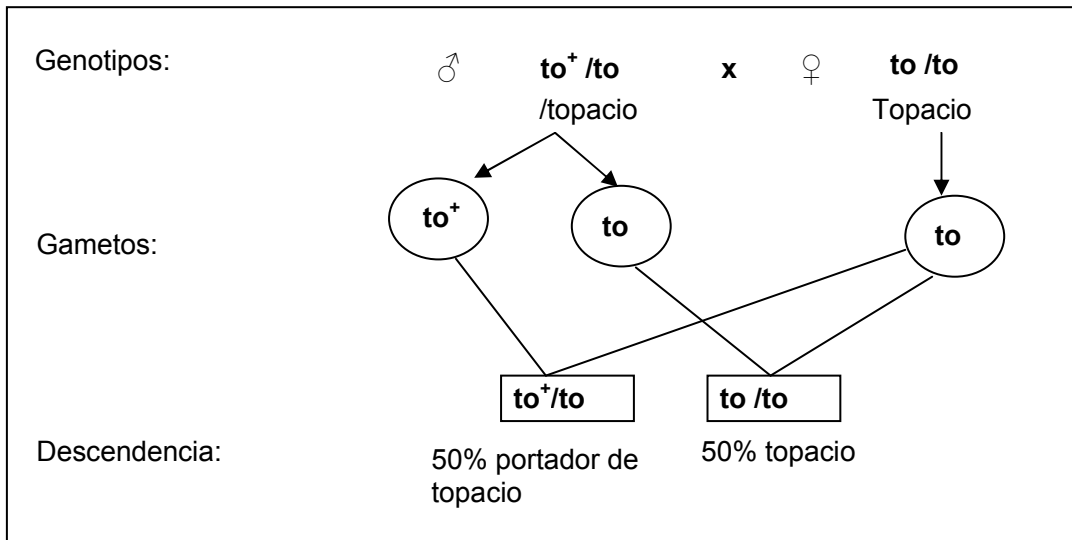 Genotipos: ♂ to⁺ /to x ♀ to /to
/topacio Topacio
to⁺ to to
Gametos:
to⁺/to to /to
Descendencia: 50% portador de 50% topacio
topacio